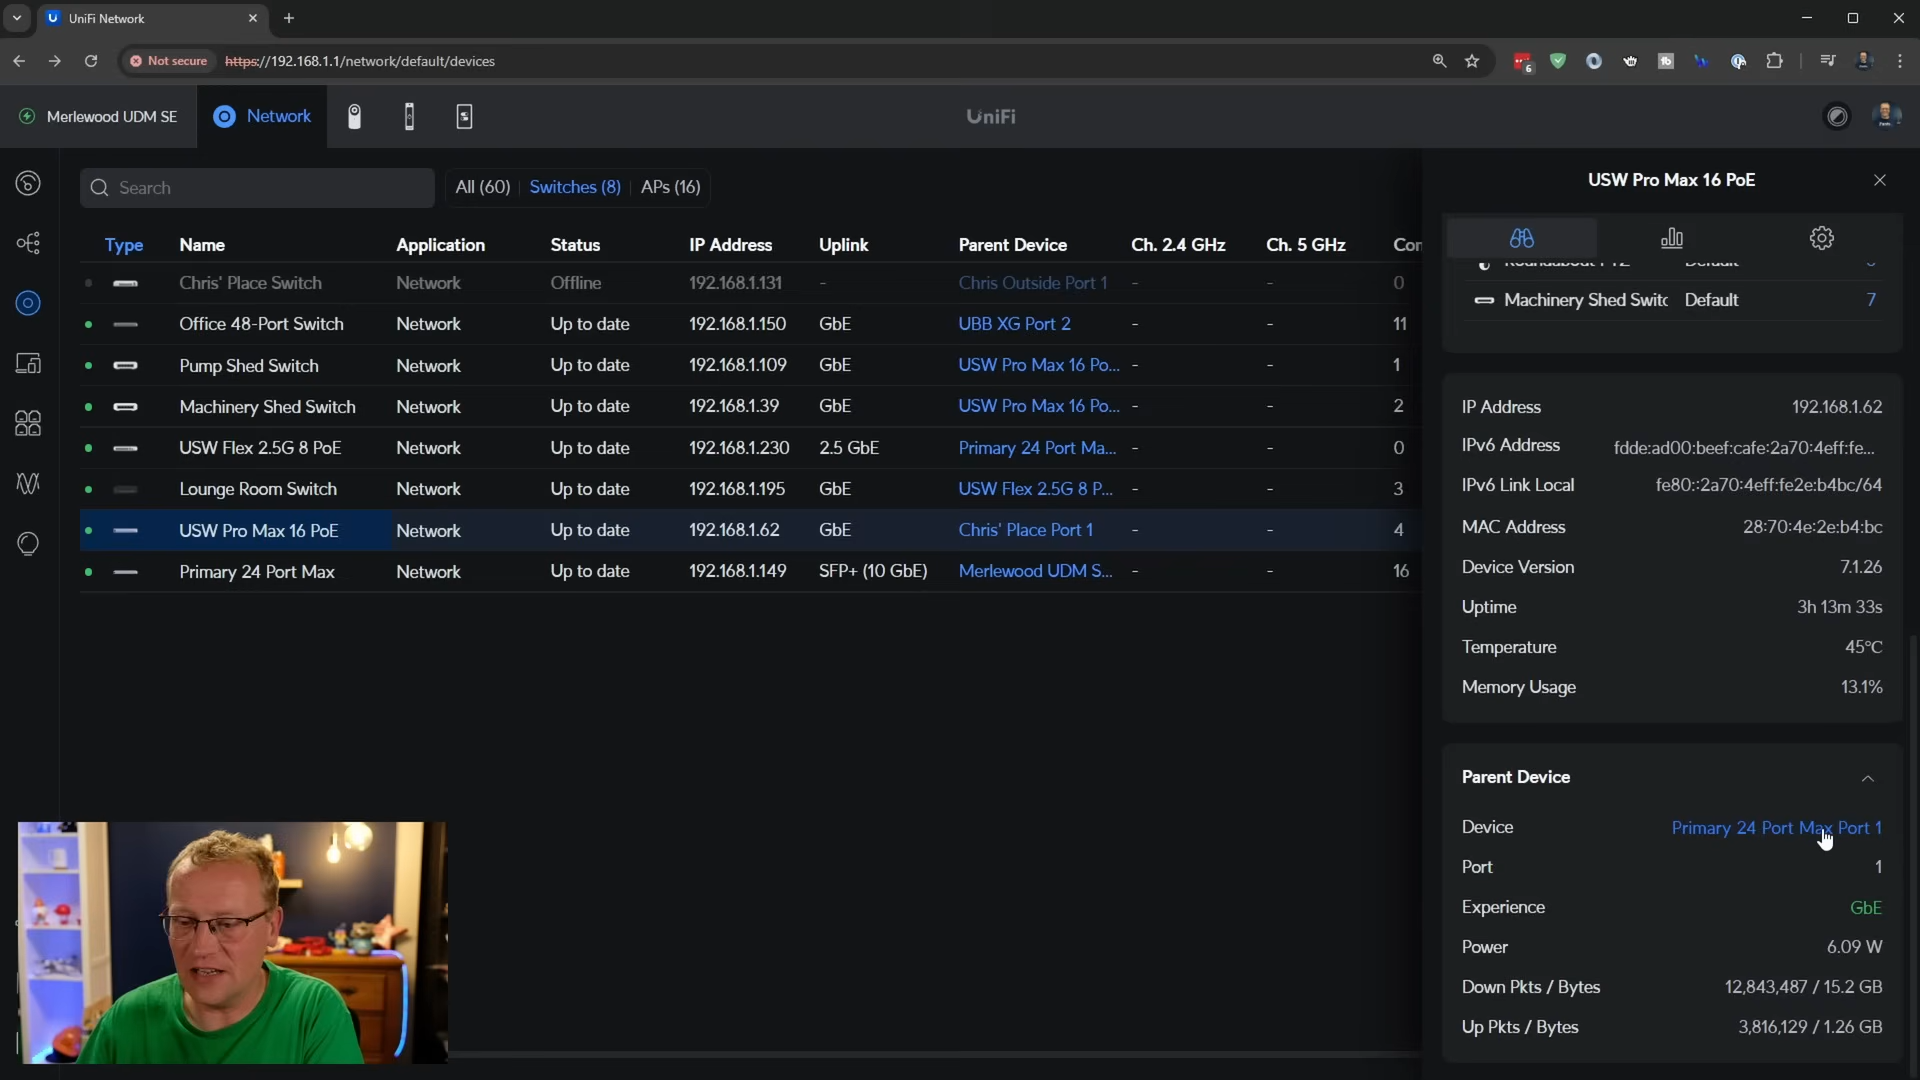 UniFi Network
Not secure https://192.168.1.1/network/default/devices
6
Merlewood UDM SE
Network
UniFi
Search
All (60) Switches (8) APs (16)
Type Name Application Status IP Address Uplink Parent Device Ch. 2.4 GHz Ch. 5 GHz Con
Chris' Place Switch Network Offline 192.168.1.131 - Chris Outside Port 1 - - 0
Office 48-Port Switch Network Up to date 192.168.1.150 GbE UBB XG Port 2 - - 11
Pump Shed Switch Network Up to date 192.168.1.109 GbE USW Pro Max 16 Po... - - 1
Machinery Shed Switch Network Up to date 192.168.1.39 GbE USW Pro Max 16 Po... - - 2
USW Flex 2.5G 8 PoE Network Up to date 192.168.1.230 2.5 GbE Primary 24 Port Ma... - - 0
Lounge Room Switch Network Up to date 192.168.1.195 GbE USW Flex 2.5G 8 P... - - 3
USW Pro Max 16 PoE Network Up to date 192.168.1.62 GbE Chris' Place Port 1 - - 4
Primary 24 Port Max Network Up to date 192.168.1.149 SFP+ (10 GbE) Merlewood UDM S... - - 16
USW Pro Max 16 PoE
Machinery Shed Switc Default 7
IP Address 192.168.1.62
IPv6 Address fdde:ad00:beef:cafe:2a70:4eff:fe...
IPv6 Link Local fe80::2a70:4eff:fe2e:b4bc/64
MAC Address 28:70:4e:2e:b4:bc
Device Version 7.1.26
Uptime 3h 13m 33s
Temperature 45°C
Memory Usage 13.1%
Parent Device
Device Primary 24 Port Max Port 1
Port 1
Experience GbE
Power 6.09 W
Down Pkts / Bytes 12,843,487 / 15.2 GB
Up Pkts / Bytes 3,816,129 / 1.26 GB